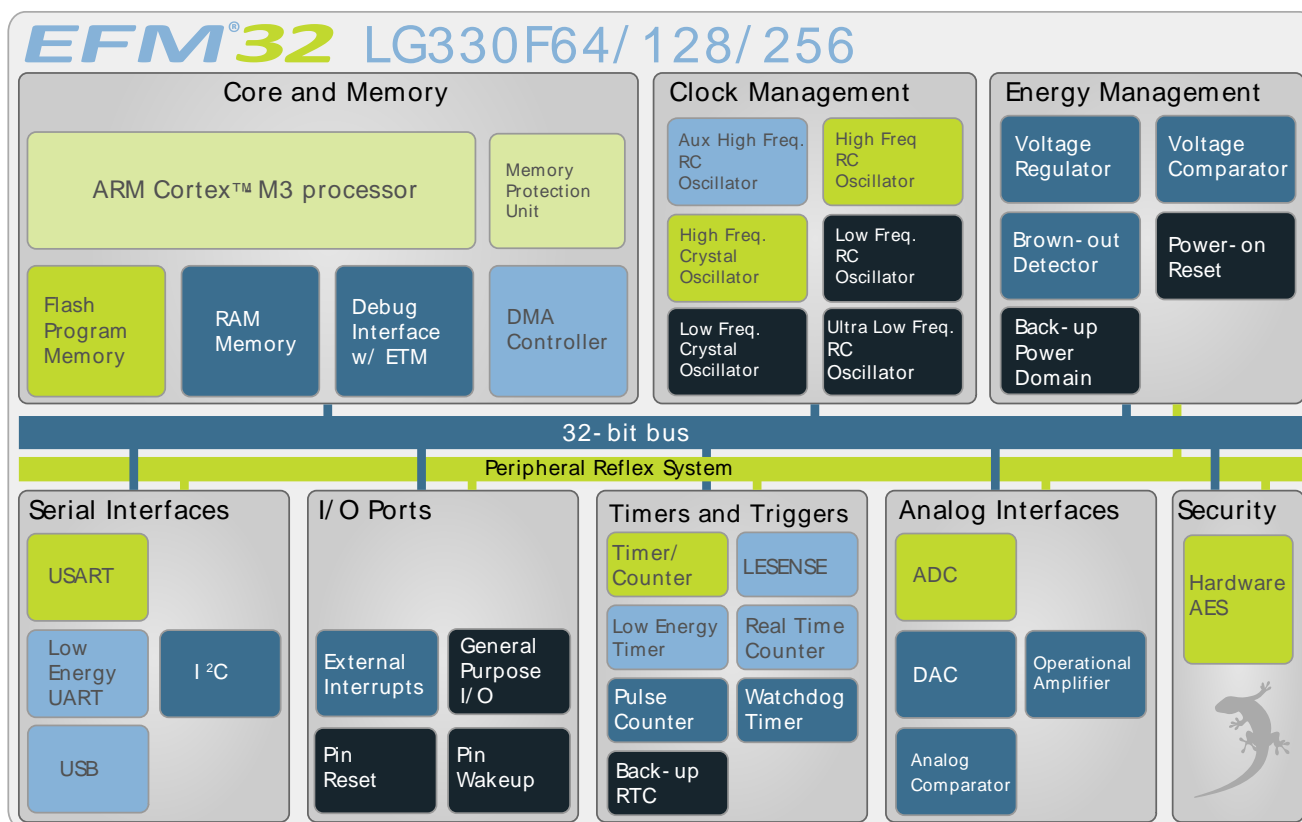 EFM®32 LG330F64/128/256
Core and Memory
ARM Cortex™ M3 processor
Memory
Protection
Unit
Flash
Program
Memory
RAM
Memory
Debug
Interface
w/ ETM
DMA
Controller
Clock Management
Aux High Freq.
RC
Oscillator
High Freq
RC
Oscillator
High Freq.
Crystal
Oscillator
Low Freq.
RC
Oscillator
Low Freq.
Crystal
Oscillator
Ultra Low Freq.
RC
Oscillator
Energy Management
Voltage
Regulator
Voltage
Comparator
Brown-out
Detector
Power-on
Reset
Back-up
Power
Domain
32-bit bus
Peripheral Reflex System
Serial Interfaces
USART
Low
Energy
UART
I²C
USB
I/O Ports
External
Interrupts
General
Purpose
I/O
Pin
Reset
Pin
Wakeup
Timers and Triggers
Timer/
Counter
LESENSE
Low Energy
Timer
Real Time
Counter
Pulse
Counter
Watchdog
Timer
Back-up
RTC
Analog Interfaces
ADC
DAC
Operational
Amplifier
Analog
Comparator
Security
Hardware
AES